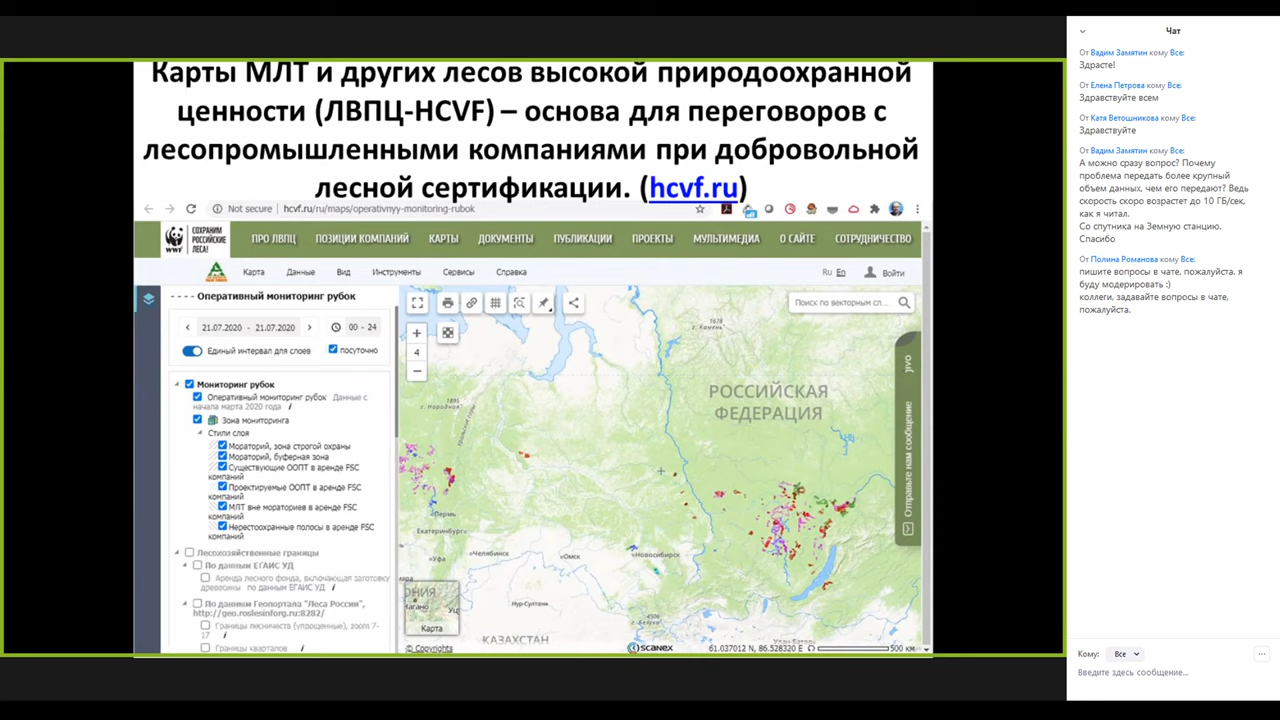 Карты МЛТ и других лесов высокой природоохранной
ценности (ЛВПЦ-HCVF) – основа для переговоров с
лесопромышленнами компаниями при добровольной
лесной сертификации. (hcvf.ru)
Not secure | hcvf.ru/ru/maps/operativnyy-monitoring-rubok
WWF
СОХРАНИМ
РОССИЙСКИЕ
ЛЕСА!
ПРО ЛВПЦ ПОЗИЦИИ КОМПАНИЙ КАРТЫ ДОКУМЕНТЫ ПУБЛИКАЦИИ ПРОЕКТЫ МУЛЬТИМЕДИА О САЙТЕ СОТРУДНИЧЕСТВО
Карта Данные Вид Инструменты Сервисы Справка Ru En Войти
- - - - Оперативный мониторинг рубок
21.07.2020 - 21.07.2020 00 - 24
Единый интервал для слоев посуточно
Мониторинг рубок
Оперативный мониторинг рубок Данные с
начала марта 2020 года i
Зона мониторинга
Стили слоя
Мораторий, зона строгой охраны
Мораторий, буферная зона
Существующие ООПТ в аренде FSC
компаний
Проектируемые ООПТ в аренде FSC
компаний
МЛТ вне мораториев в аренде FSC
компаний
Нерестоохранные полосы в аренде FSC
компаний
Лесохозяйственные границы
По данным ЕГАИС УД
Аренда лесного фонда, включающая заготовку
древесины по данным ЕГАИС УД i
По данным Геопортала "Леса России",
http://geo.roslesinforg.ru:8282/
Границы лесничеств (упрощенные), zoom 7-
17 i
Границы кварталов i
Поиск по векторным сл...
4
1678
г. Камень
РОССИЙСКАЯ
ФЕДЕРАЦИЯ
1895
г. Народная
Пермь
Екатеринбург
Уфа
Челябинск
Омск
Новосибирск
Нур-Султан
4506
г. Белуха
КАЗАХСТАН
Карта
© Copyrights
scanex
61.037012 N, 86.528320 E
500 км
jivo
Отправьте нам сообщение
Чат
От Вадим Замятин кому Все:
Здрасте!
От Елена Петрова кому Все:
Здравствуйте всем
От Катя Ветошникова кому Все:
Здравствуйте
От Вадим Замятин кому Все:
А можно сразу вопрос? Почему
проблема передать более крупный
объем данных, чем его передают? Ведь
скорость скоро возрастет до 10 ГБ/сек,
как я читал.
Со спутника на Земную станцию.
Спасибо
От Полина Романова кому Все:
пишите вопросы в чате, пожалуйста. я
буду модерировать :)
коллеги, задавайте вопросы в чате,
пожалуйста.
Кому: Все
Введите здесь сообщение...